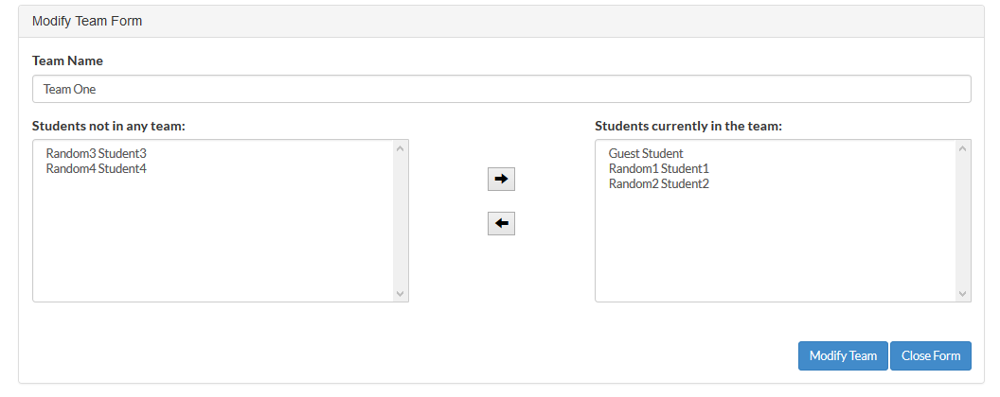 Modify Team Form
Team Name
Team One
Students not in any team:
Random3 Student3
Random4 Student4
Students currently in the team:
Guest Student
Random1 Student1
Random2 Student2
Modify Team
Close Form